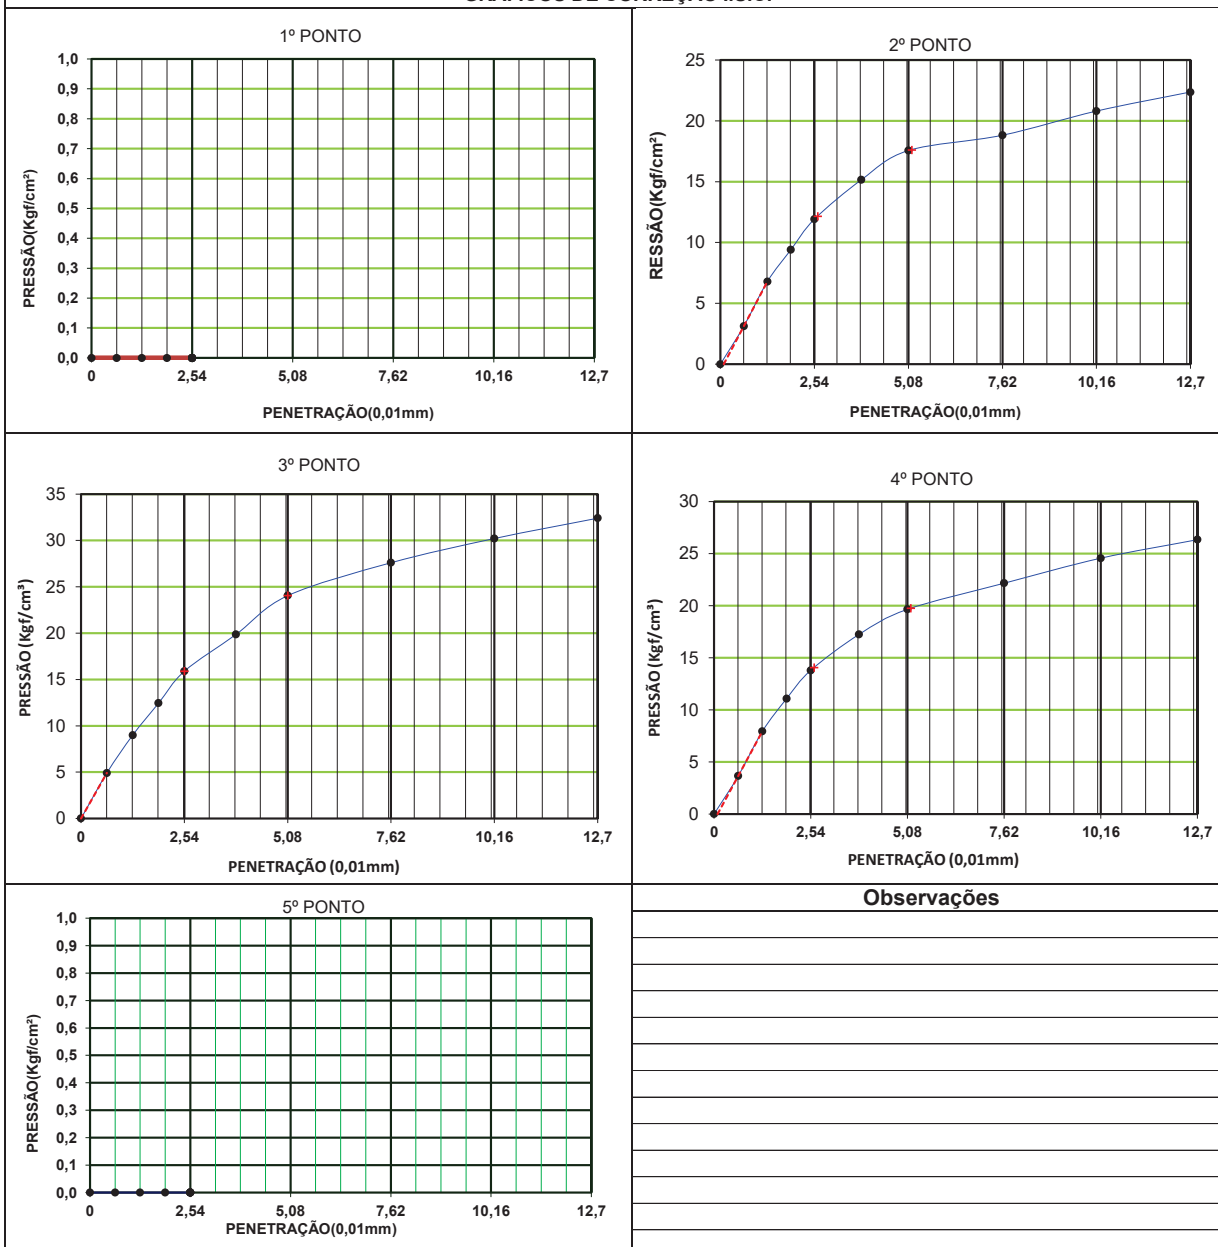 1º PONTO
1,0
0,9
0,8
0,7
0,6
0,5
0,4
0,3
0,2
0,1
0,0
0 2,54 5,08 7,62 10,16 12,7
PRESSÃO(Kgf/cm²)
PENETRAÇÃO(0,01mm)
2º PONTO
25
20
15
10
5
0
0 2,54 5,08 7,62 10,16 12,7
RESSÃO(Kgf/cm²)
PENETRAÇÃO(0,01mm)
3º PONTO
35
30
25
20
15
10
5
0
0 2,54 5,08 7,62 10,16 12,7
PRESSÃO (Kgf/cm³)
PENETRAÇÃO (0,01mm)
4º PONTO
30
25
20
15
10
5
0
0 2,54 5,08 7,62 10,16 12,7
PRESSÃO (Kgf/cm³)
PENETRAÇÃO (0,01mm)
5º PONTO
1,0
0,9
0,8
0,7
0,6
0,5
0,4
0,3
0,2
0,1
0,0
0 2,54 5,08 7,62 10,16 12,7
PRESSÃO(Kgf/cm²)
PENETRAÇÃO(0,01mm)
Observações